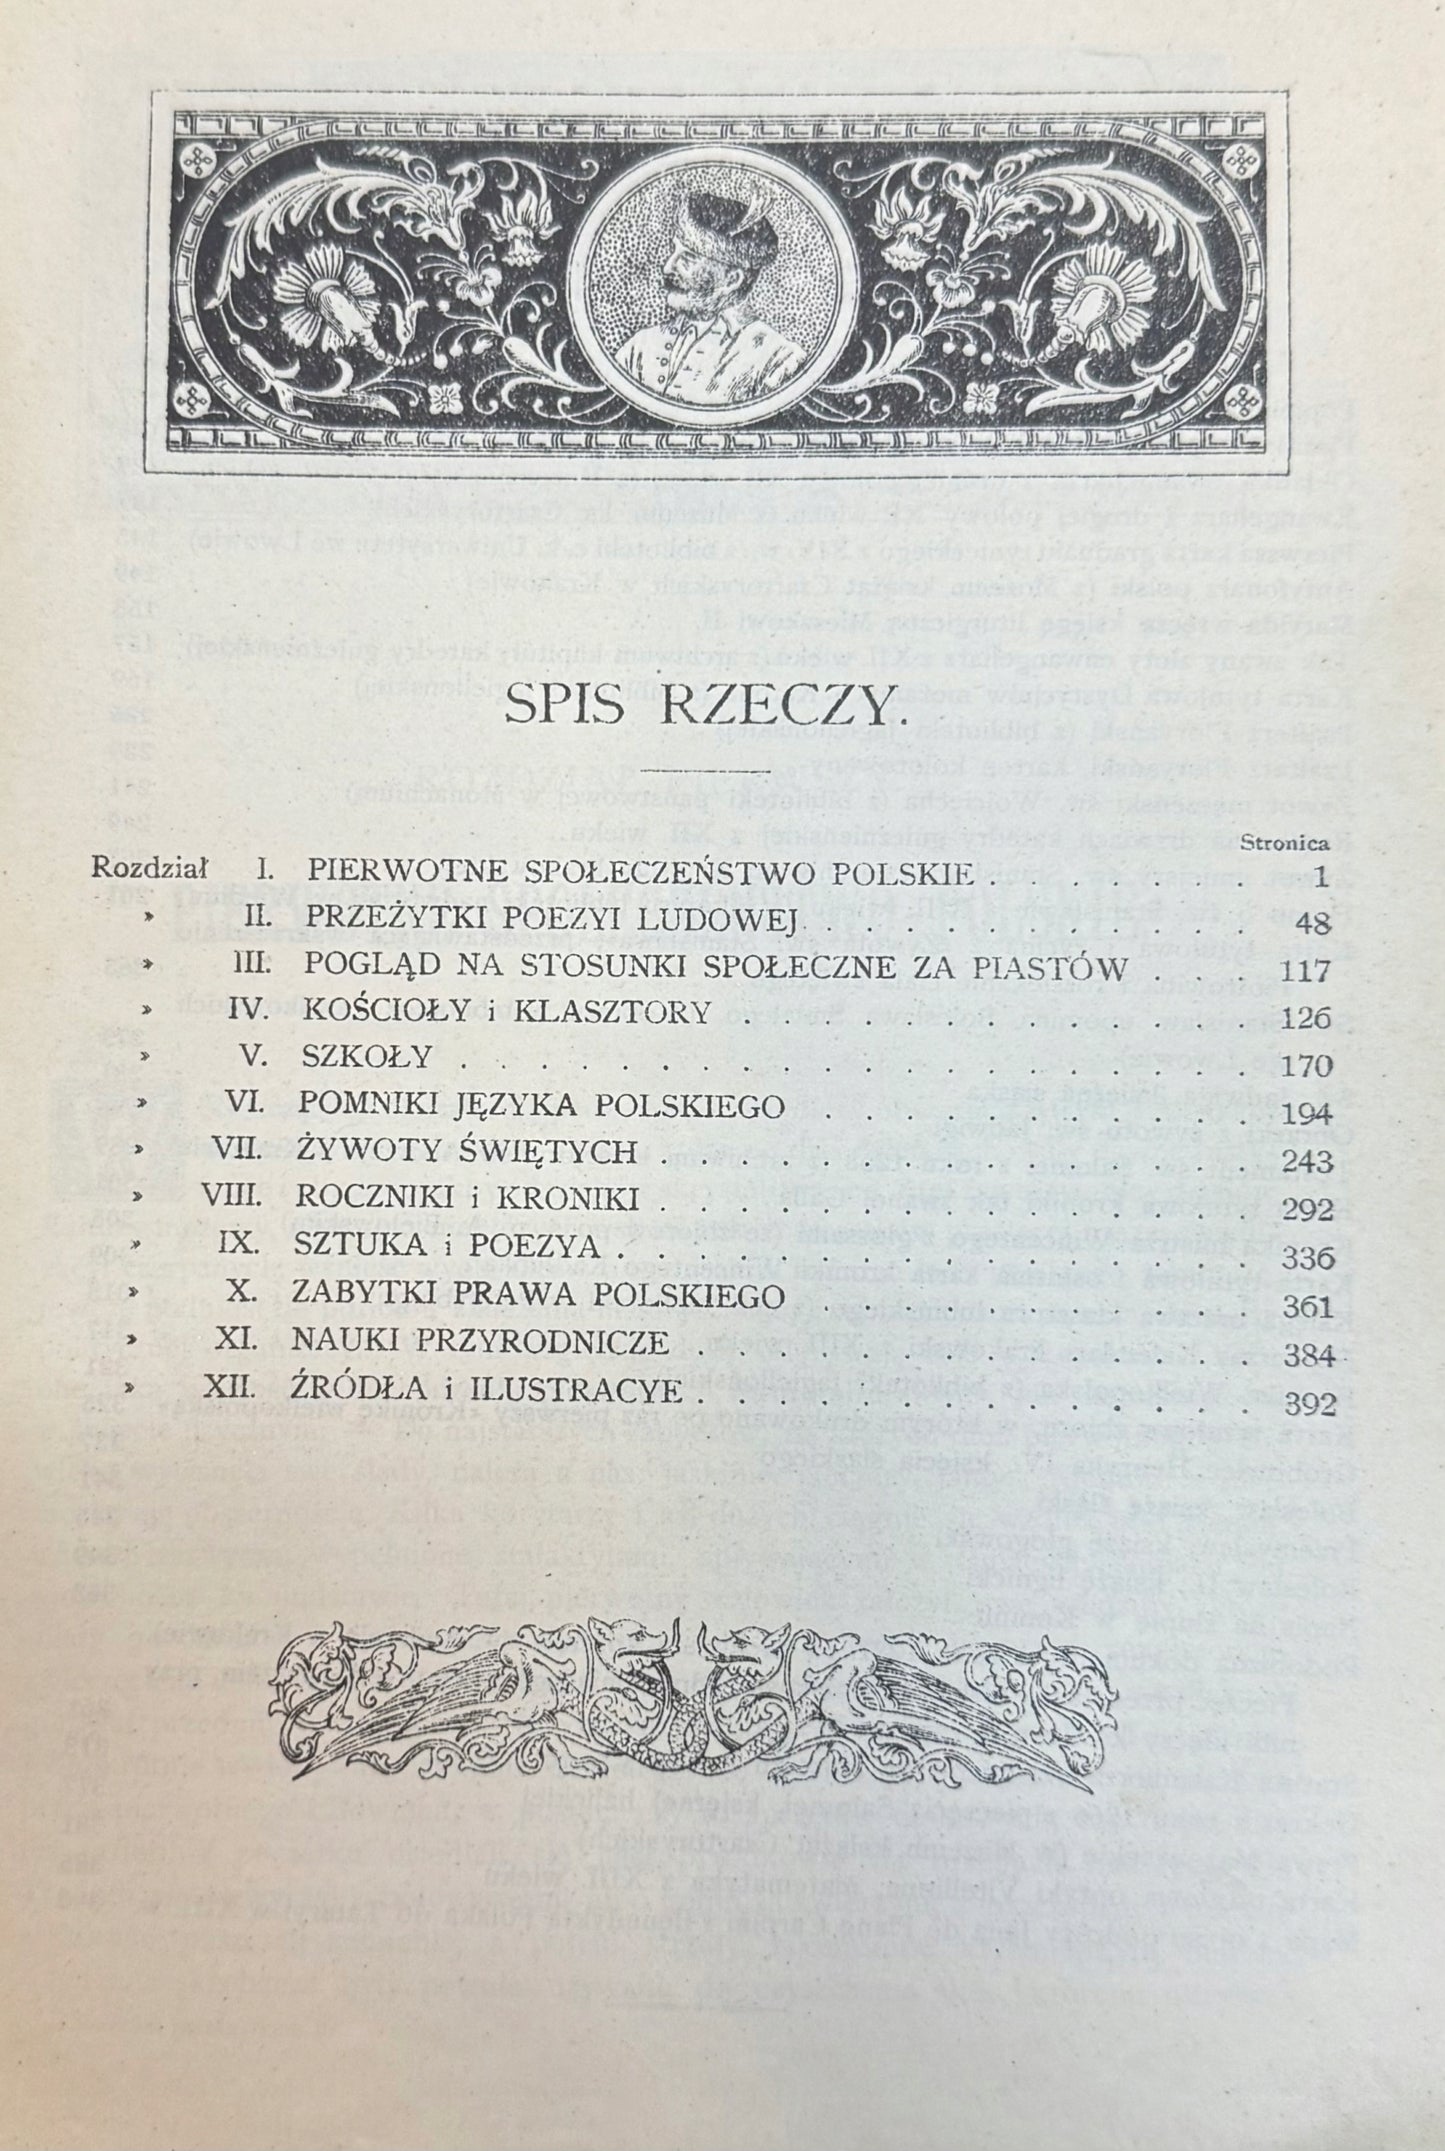 SPIS RZECZY.
Stronica
Rozdział I. PIERWOTNE SPOŁECZEŃSTWO POLSKIE . . . . . . . . 1
» II. PRZEŻYTKI POEZYI LUDOWEJ . . . . . . . . . . . . . 48
» III. POGLĄD NA STOSUNKI SPOŁECZNE ZA PIASTÓW . . . 117
» IV. KOŚCIOŁY i KLASZTORY . . . . . . . . . . . . . . . 126
» V. SZKOŁY . . . . . . . . . . . . . . . . . . . 170
» VI. POMNIKI JĘZYKA POLSKIEGO . . . . . . . . . . . 194
» VII. ŻYWOTY ŚWIĘTYCH . . . . . . . . . . . . . . 243
» VIII. ROCZNIKI i KRONIKI . . . . . . . . . . . . . . 292
» IX. SZTUKA i POEZYA . . . . . . . . . . . . . . . 336
» X. ZABYTKI PRAWA POLSKIEGO . . . . . . . . . . . 361
» XI. NAUKI PRZYRODNICZE . . . . . . . . . . . . . 384
» XII. ŹRÓDŁA i ILUSTRACYE . . . . . . . . . . . . . 392